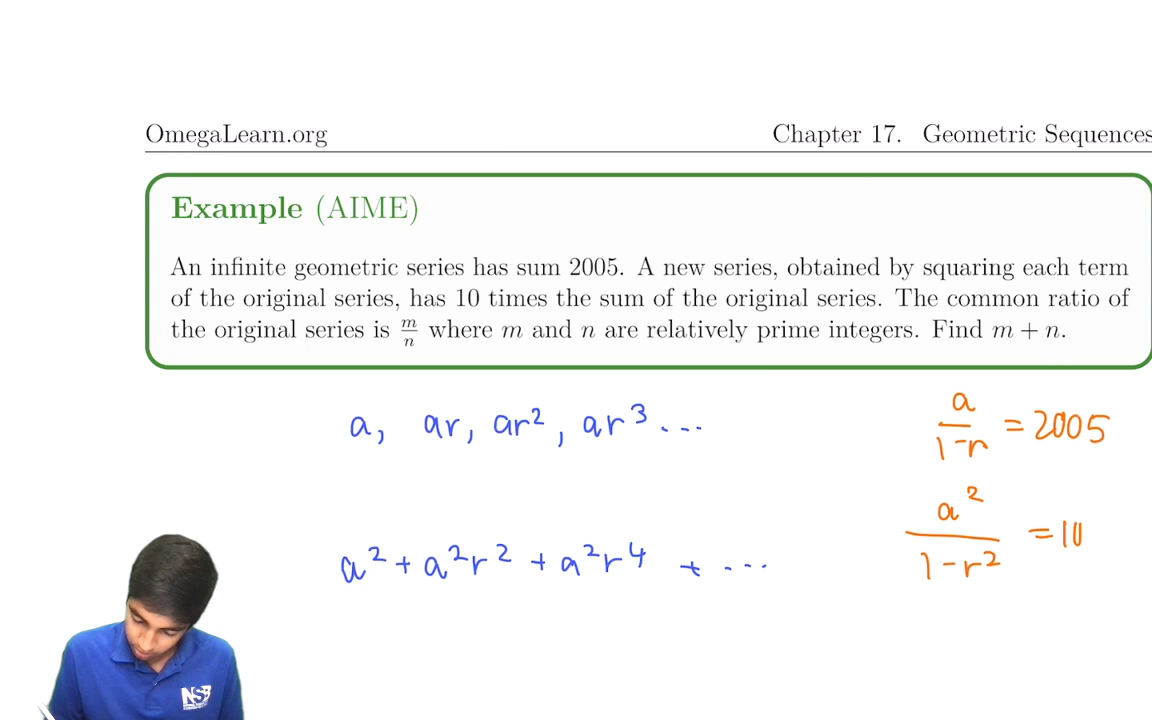 OmegaLearn.org
Chapter 17. Geometric Sequences
Example (AIME)
An infinite geometric series has sum 2005. A new series, obtained by squaring each term
of the original series, has 10 times the sum of the original series. The common ratio of
the original series is m/n where m and n are relatively prime integers. Find m + n.
a, ar, ar², ar³ ...
a/(1-r) = 2005
a² + a²r² + a²r⁴ + ...
a²/(1-r²) = 10
NSB